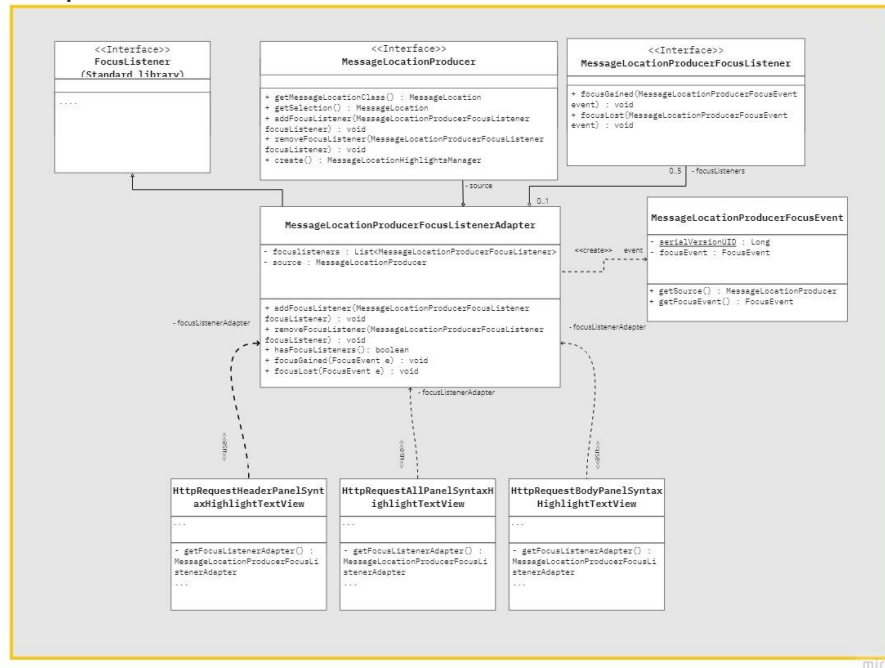 <<Interface>>
FocusListener
(Standard library)
....
<<Interface>>
MessageLocationProducer
+ getMessageLocationClass() : MessageLocation
+ getSelection() : MessageLocation
+ addFocusListener(MessageLocationProducerFocusListener
focusListener) : void
+ removeFocusListener(MessageLocationProducerFocusListener
focusListener) : void
+ create() : MessageLocationHighlightsManager
<<Interface>>
MessageLocationProducerFocusListener
+ focusGained(MessageLocationProducerFocusEvent
event) : void
+ focusLost(MessageLocationProducerFocusEvent
event) : void
- source
0..5
- focusListeners
0..1
MessageLocationProducerFocusListenerAdapter
- focuslisteners : List<MessageLocationProducerFocusListener>
- source : MessageLocationProducer
+ addFocusListener(MessageLocationProducerFocusListener
focusListener) : void
+ removeFocusListener(MessageLocationProducerFocusListener
focusListener) : void
+ hasFocusListeners(): boolean
+ focusGained(FocusEvent e) : void
+ focusLost(FocusEvent e) : void
<<create>>
event
MessageLocationProducerFocusEvent
- serialVersionUID : Long
- focusEvent : FocusEvent
+ getSource() : MessageLocationProducer
+ getFocusEvent() : FocusEvent
- focusListenerAdapter
- focusListenerAdapter
- focusListenerAdapter
<<use>>
<<use>>
<<use>>
HttpRequestHeaderPanelSynt
axHighlightTextView
...
- getFocusListenerAdapter() :
MessageLocationProducerFocusLi
stenerAdapter
...
HttpRequestAllPanelSyntaxH
ighlightTextView
...
- getFocusListenerAdapter() :
MessageLocationProducerFocusLi
stenerAdapter
...
HttpRequestBodyPanelSyntax
HighlightTextView
...
- getFocusListenerAdapter() :
MessageLocationProducerFocusLi
stenerAdapter
...